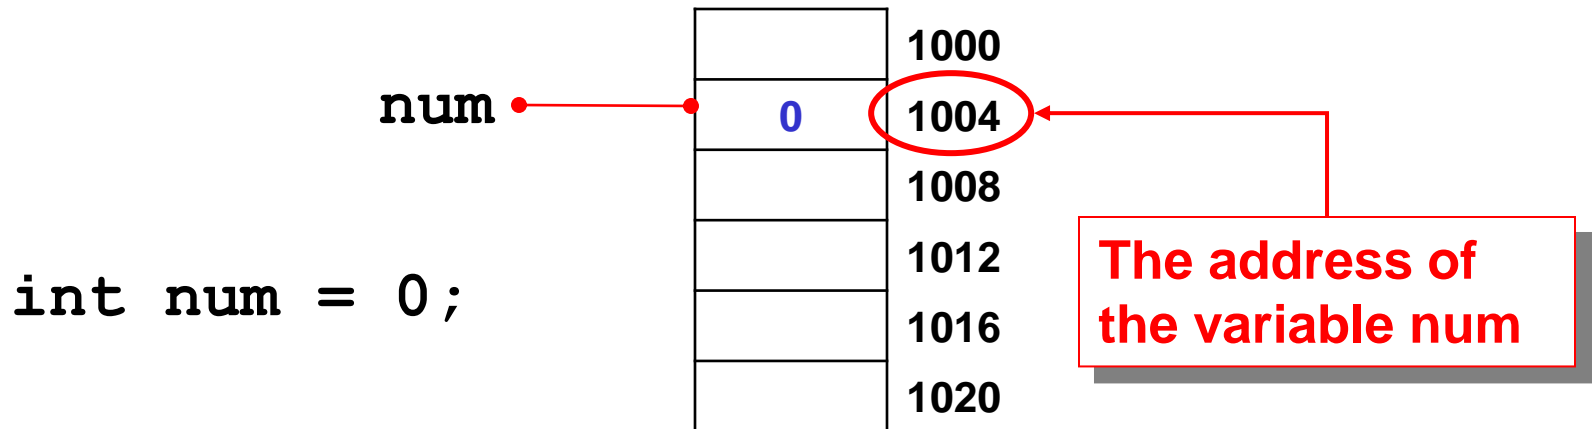 1000
num 0 1004
1008
1012
int num = 0;
1016
1020
The address of
the variable num